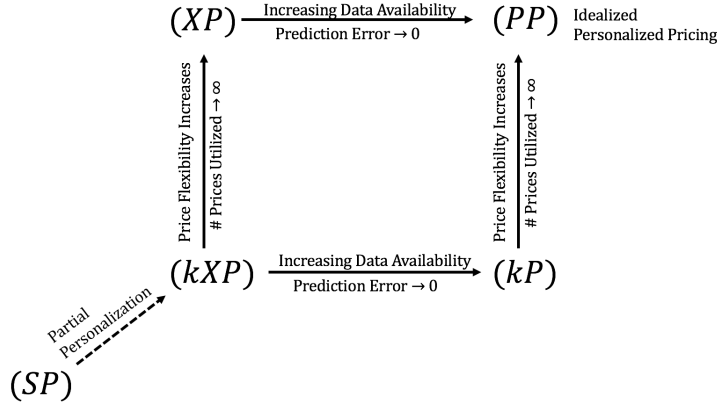 (XP)
Increasing Data Availability
Prediction Error → 0
(PP)
Idealized
Personalized Pricing
Price Flexibility Increases
# Prices Utilized → ∞
Price Flexibility Increases
# Prices Utilized → ∞
(kXP)
Increasing Data Availability
Prediction Error → 0
(kP)
Partial
Personalization
(SP)